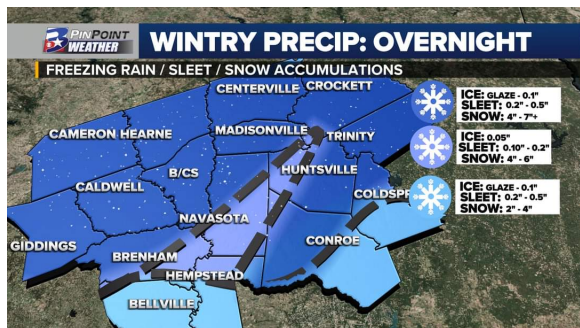 PINPOINT
WEATHER
WINTRY PRECIP: OVERNIGHT
FREEZING RAIN / SLEET / SNOW ACCUMULATIONS
CENTERVILLE
CROCKETT
ICE: GLAZE - 0.1"
SLEET: 0.2" - 0.5"
SNOW: 4" - 7"+
CAMERON
HEARNE
MADISONVILLE
TRINITY
ICE: 0.05"
SLEET: 0.10" - 0.2"
SNOW: 4" - 6"
B/CS
HUNTSVILLE
CALDWELL
COLDSP
ICE: GLAZE - 0.1"
SLEET: 0.2" - 0.5"
SNOW: 2" - 4"
NAVASOTA
GIDDINGS
CONROE
BRENHAM
HEMPSTEAD
BELLVILLE